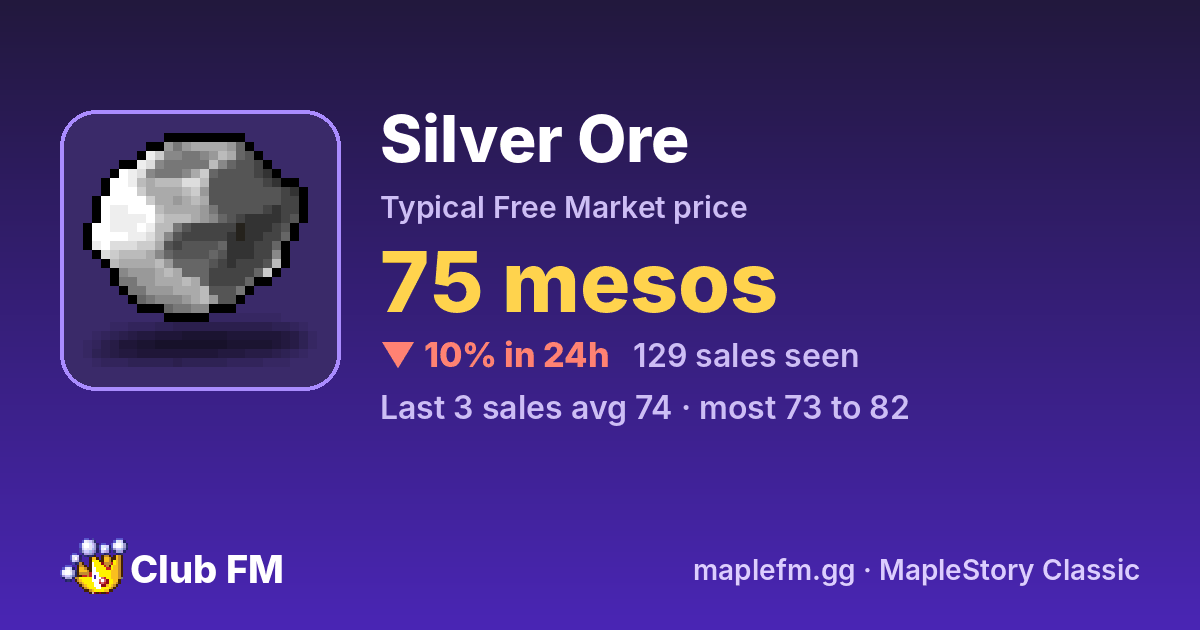 Silver Ore
Typical Free Market price
75 mesos
▼ 10% in 24h 129 sales seen
Last 3 sales avg 74 · most 73 to 82
Club FM
maplefm.gg · MapleStory Classic